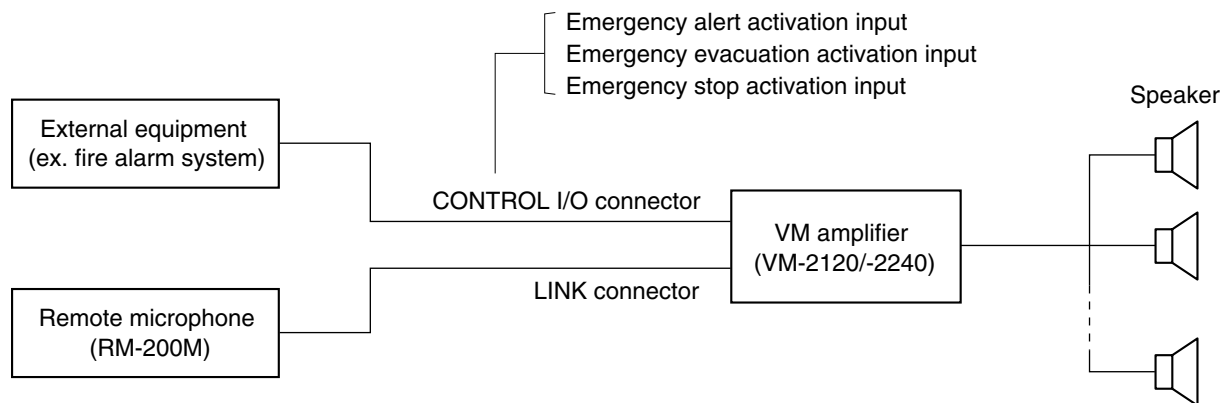 Emergency alert activation input
Emergency evacuation activation input
Emergency stop activation input
Speaker
External equipment
(ex. fire alarm system)
CONTROL I/O connector
VM amplifier
(VM-2120/-2240)
LINK connector
Remote microphone
(RM-200M)